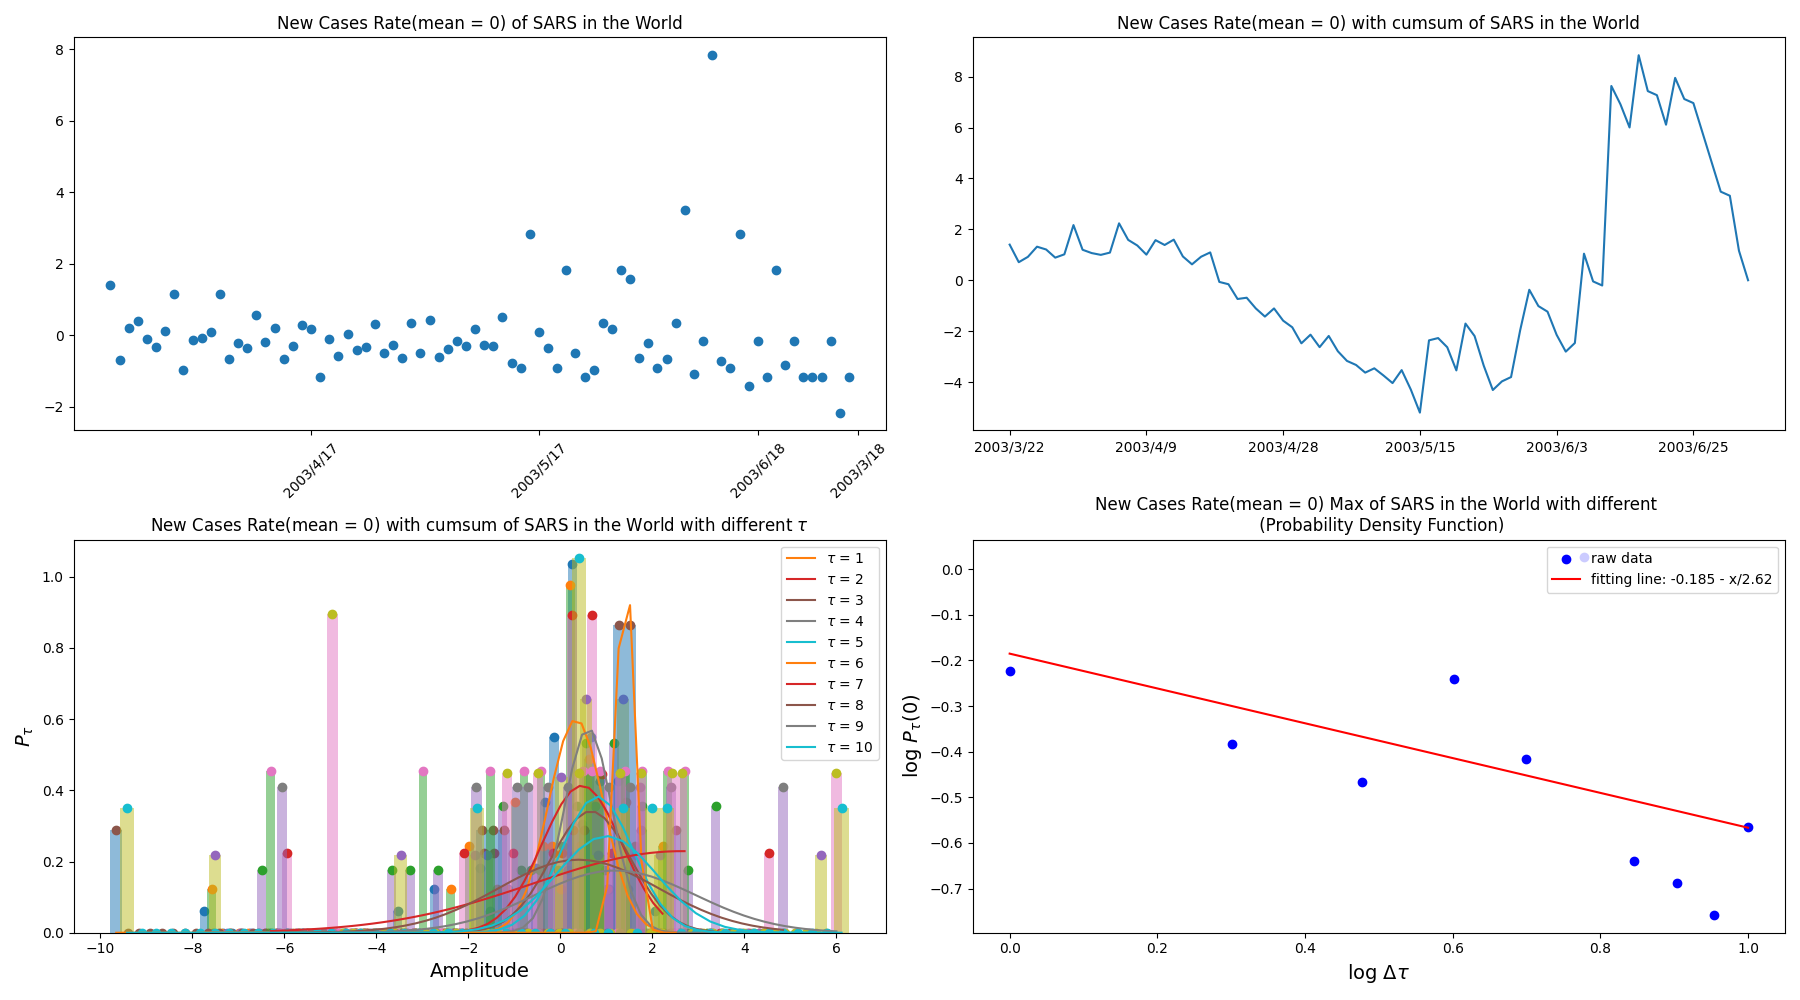 New Cases Rate(mean = 0) of SARS in the World
8
6
4
2
0
−2
2003/4/17
2003/5/17
2003/6/18
2003/3/18
New Cases Rate(mean = 0) with cumsum of SARS in the World
8
6
4
2
0
−2
−4
2003/3/22
2003/4/9
2003/4/28
2003/5/15
2003/6/3
2003/6/25
New Cases Rate(mean = 0) with cumsum of SARS in the World with different τ
Pτ
1.0
0.8
0.6
0.4
0.2
0.0
−10
−8
−6
−4
−2
0
2
4
6
Amplitude
τ = 1
τ = 2
τ = 3
τ = 4
τ = 5
τ = 6
τ = 7
τ = 8
τ = 9
τ = 10
New Cases Rate(mean = 0) Max of SARS in the World with different
(Probability Density Function)
log Pτ(0)
0.0
−0.1
−0.2
−0.3
−0.4
−0.5
−0.6
−0.7
0.0
0.2
0.4
0.6
0.8
1.0
log Δτ
raw data
fitting line: -0.185 - x/2.62